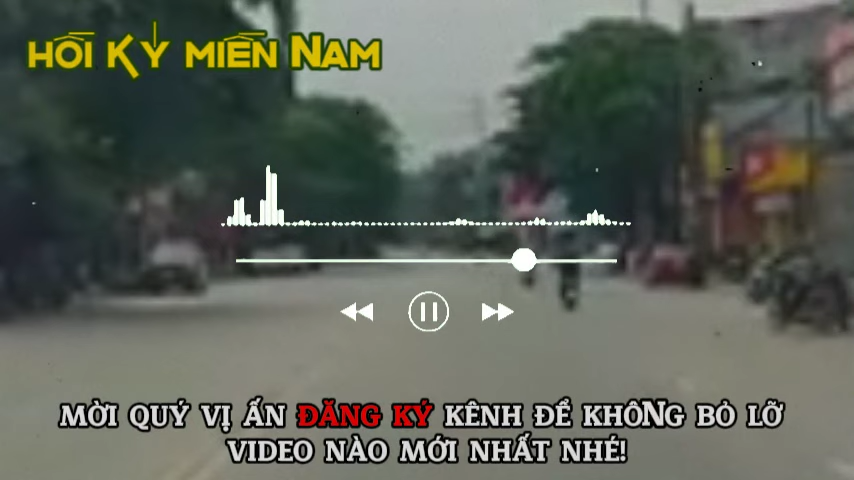 HỒI KÝ MIỀN NAM
MỜI QUÝ VỊ ẤN ĐĂNG KÝ KÊNH ĐỂ KHÔNG BỎ LỠ
VIDEO NÀO MỚI NHẤT NHÉ!